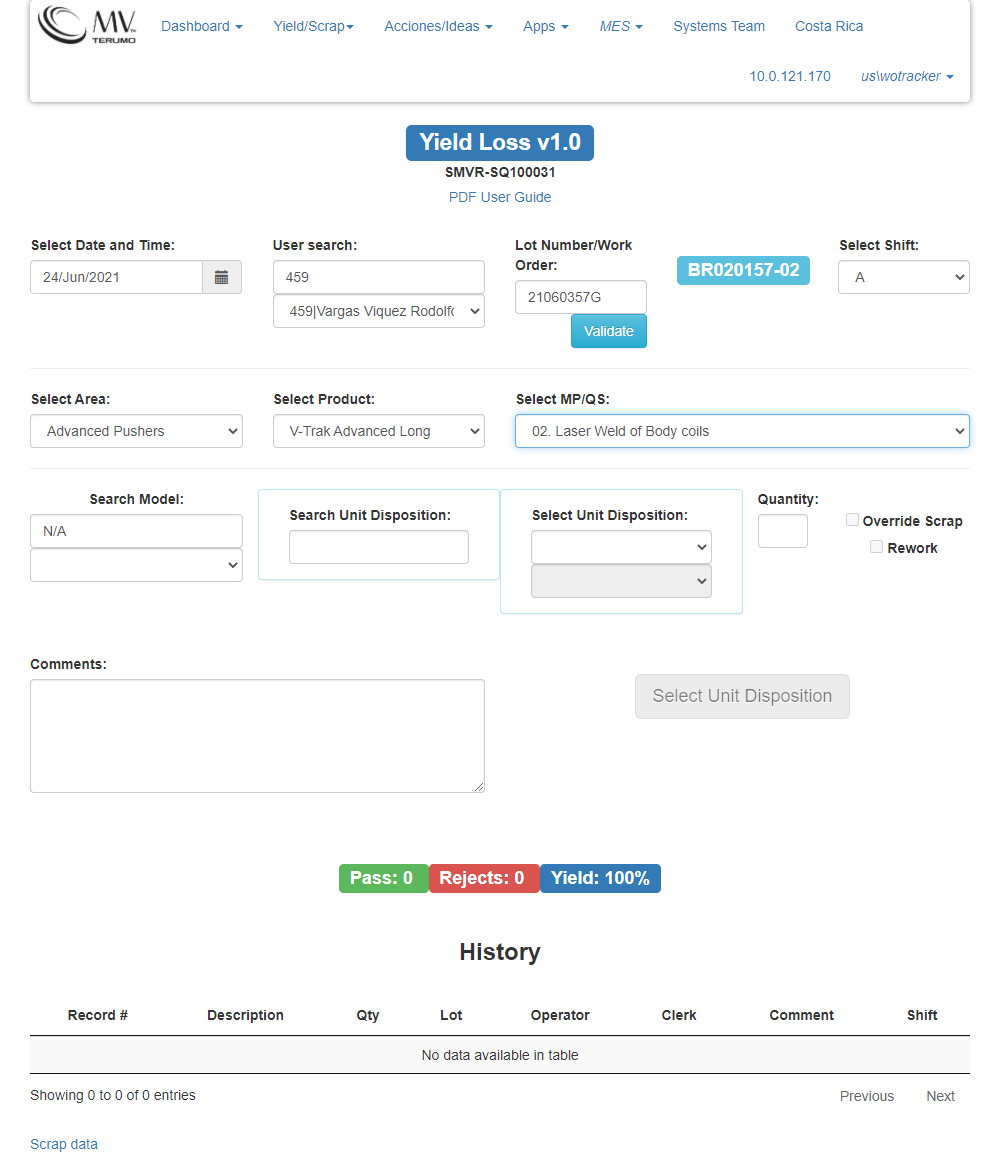 MV™
TERUMO
Dashboard
Yield/Scrap
Acciones/Ideas
Apps
MES
Systems Team
Costa Rica
10.0.121.170
us\wotracker
Yield Loss v1.0
SMVR-SQ100031
PDF User Guide
Select Date and Time:
24/Jun/2021
User search:
459
459|Vargas Viquez Rodolfo
Lot Number/Work
Order:
21060357G
Validate
BR020157-02
Select Shift:
A
Select Area:
Advanced Pushers
Select Product:
V-Trak Advanced Long
Select MP/QS:
02. Laser Weld of Body coils
Search Model:
N/A
Search Unit Disposition:
Select Unit Disposition:
Quantity:
Override Scrap
Rework
Comments:
Select Unit Disposition
Pass: 0 Rejects: 0 Yield: 100%
History
Record # Description Qty Lot Operator Clerk Comment Shift
No data available in table
Showing 0 to 0 of 0 entries
Previous Next
Scrap data